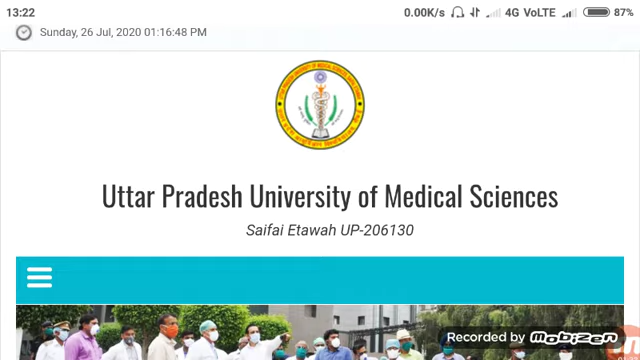 13:22
0.00K/s 4G VoLTE 87%
Sunday, 26 Jul, 2020 01:16:48 PM
Uttar Pradesh University of Medical Sciences
Saifai Etawah UP-206130
Recorded by mobizen